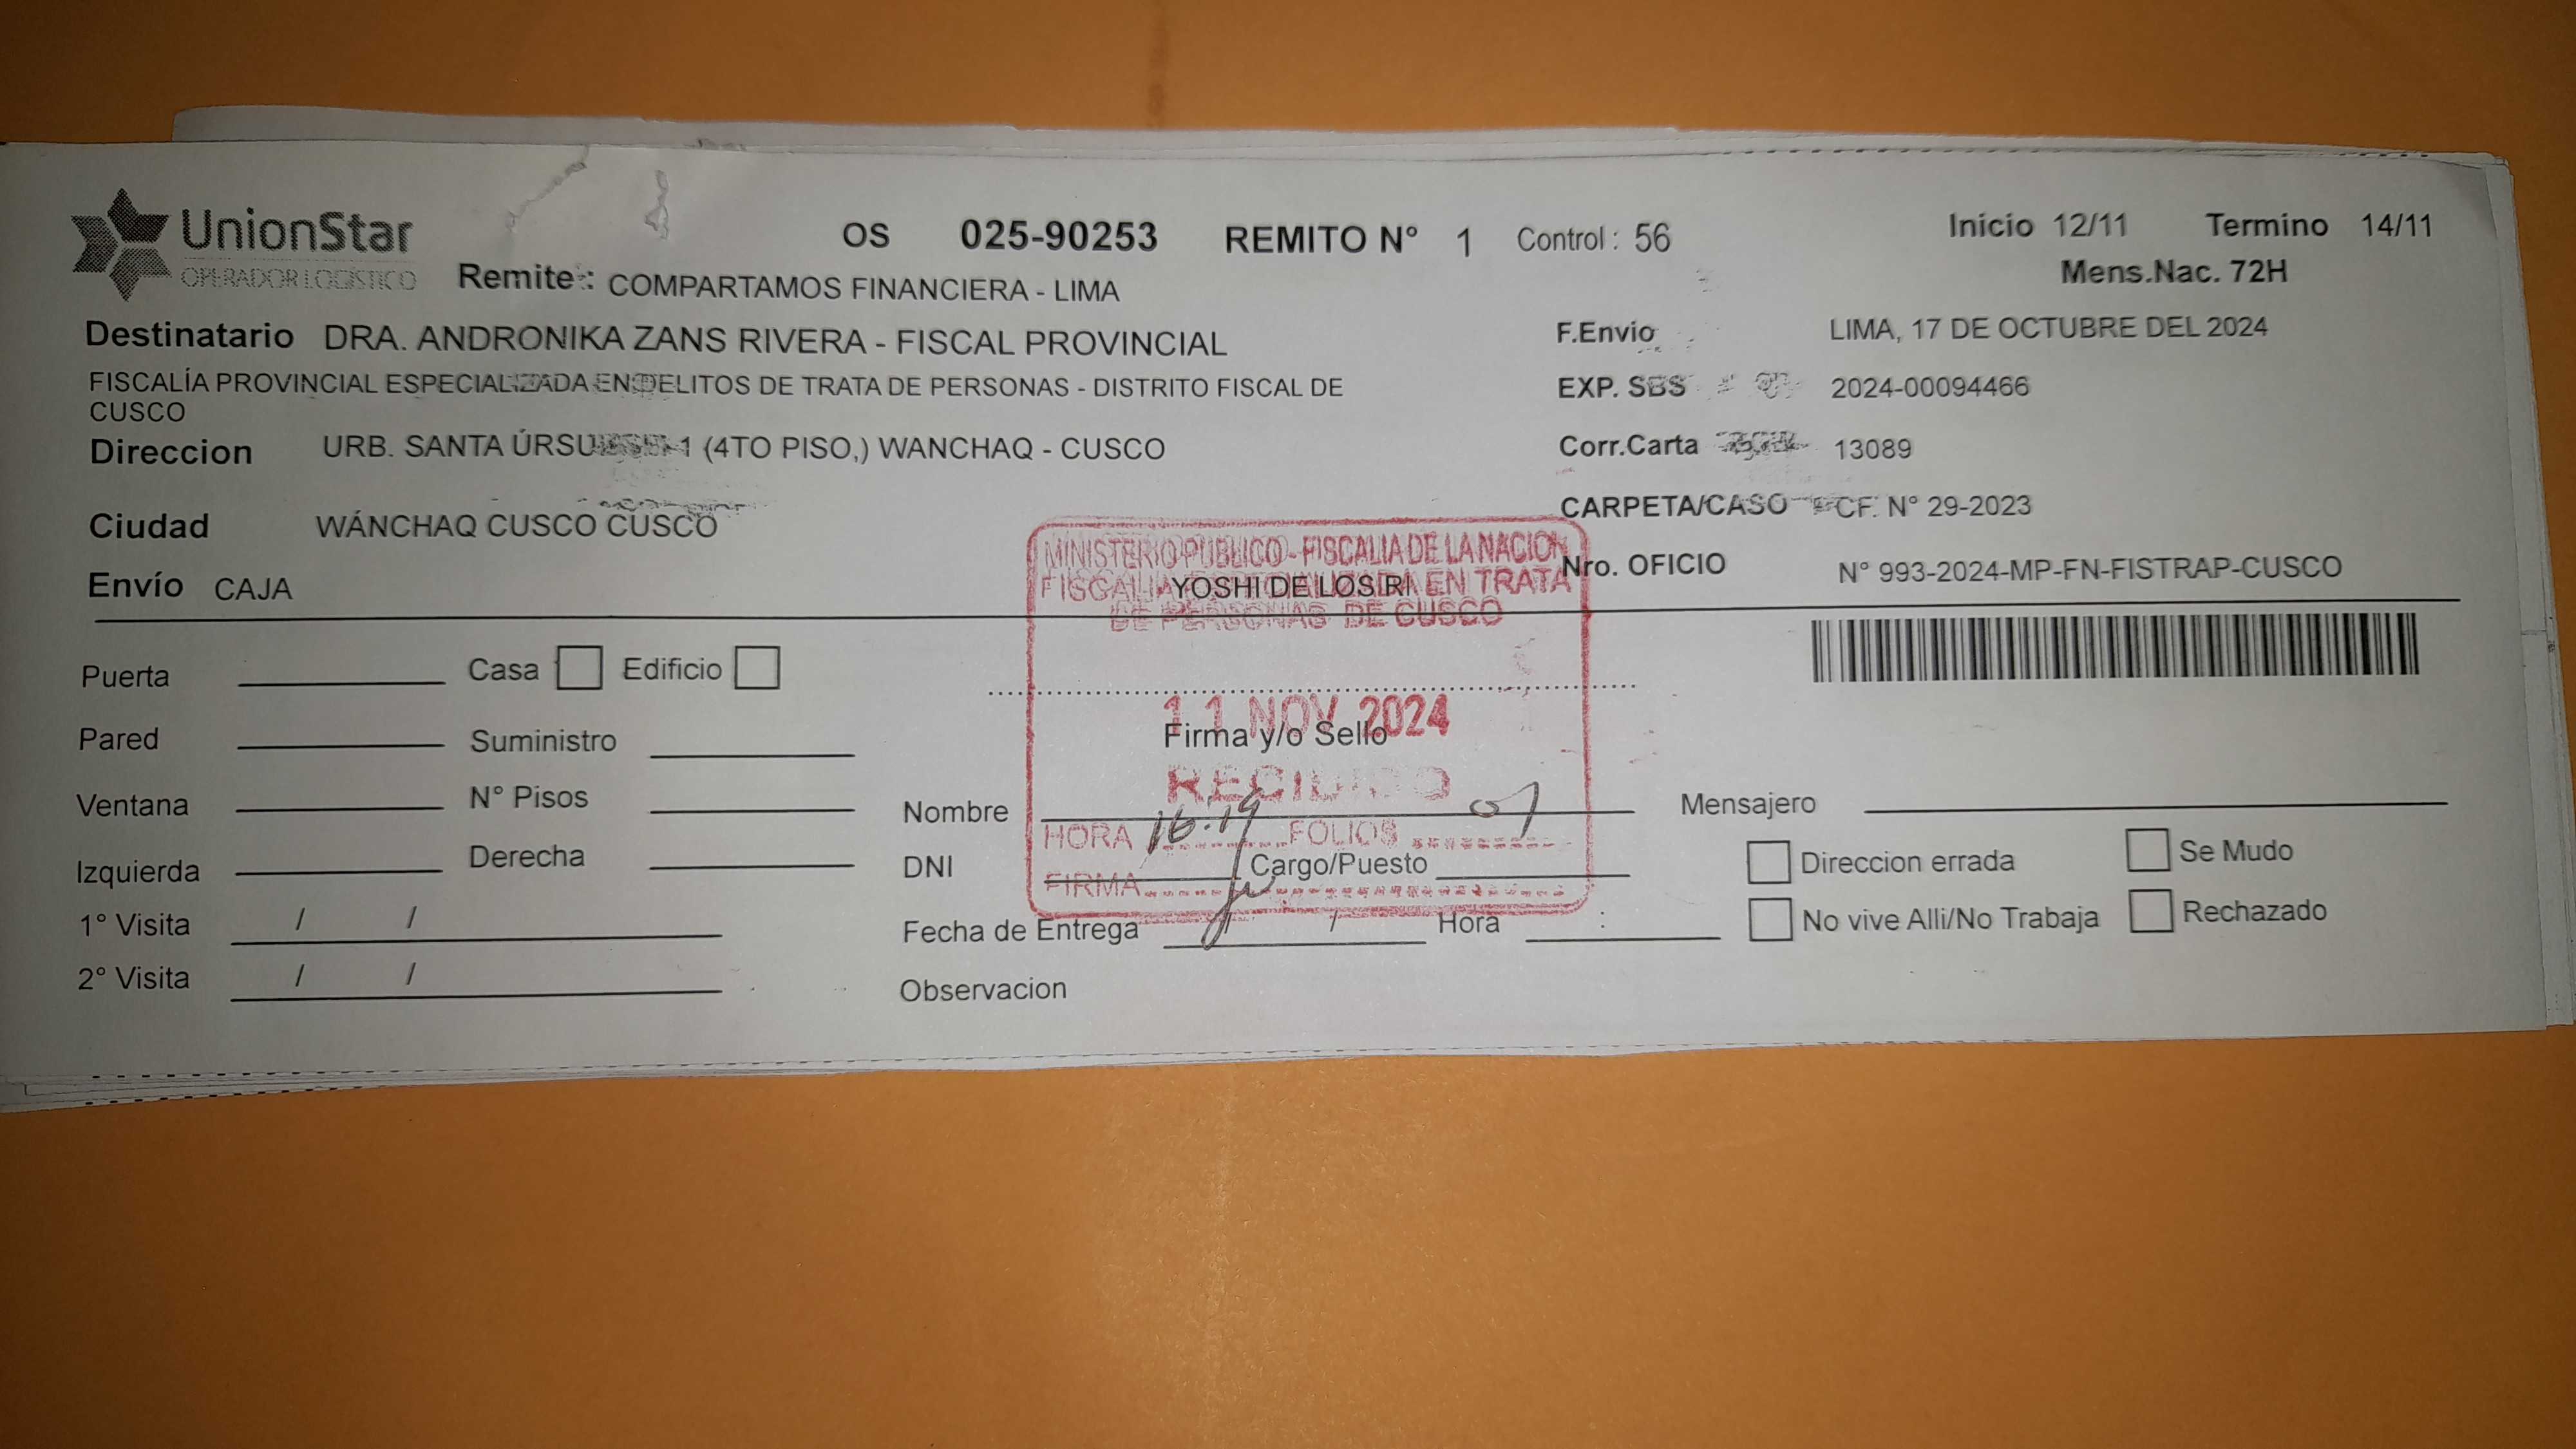 UnionStar
OPERADOR LOGÍSTICO
OS 025-90253 REMITO N° 1 Control : 56
Inicio 12/11 Termino 14/11
Mens.Nac. 72H
Remite : COMPARTAMOS FINANCIERA - LIMA
Destinatario DRA. ANDRONIKA ZANS RIVERA - FISCAL PROVINCIAL
F.Envio LIMA, 17 DE OCTUBRE DEL 2024
FISCALÍA PROVINCIAL ESPECIALIZADA EN DELITOS DE TRATA DE PERSONAS - DISTRITO FISCAL DE
CUSCO
EXP. SBS 2024-00094466
Direccion URB. SANTA 1 (4TO PISO,) WANCHAQ - CUSCO
Corr.Carta 13089
CARPETA/CASO CF. N° 29-2023
Ciudad WÁNCHAQ CUSCO CUSCO
Nro. OFICIO N° 993-2024-MP-FN-FISTRAP-CUSCO
Envío CAJA
YOSHI DE LOS RI
MINISTERIO PUBLICO - FISCALIA DE LA NACION
FISCALIA EN TRATA
DE PERSONAS DE CUSCO
11 NOV 2024
RECIBIDO
HORA 16:19 FOLIOS 01
FIRMA
Puerta Casa Edificio
Pared Suministro
Firma y/o Sello
Ventana N° Pisos
Nombre Mensajero
Izquierda Derecha
DNI Cargo/Puesto
Direccion errada Se Mudo
1° Visita / /
Fecha de Entrega / / Hora :
No vive Alli/No Trabaja Rechazado
2° Visita / /
Observacion